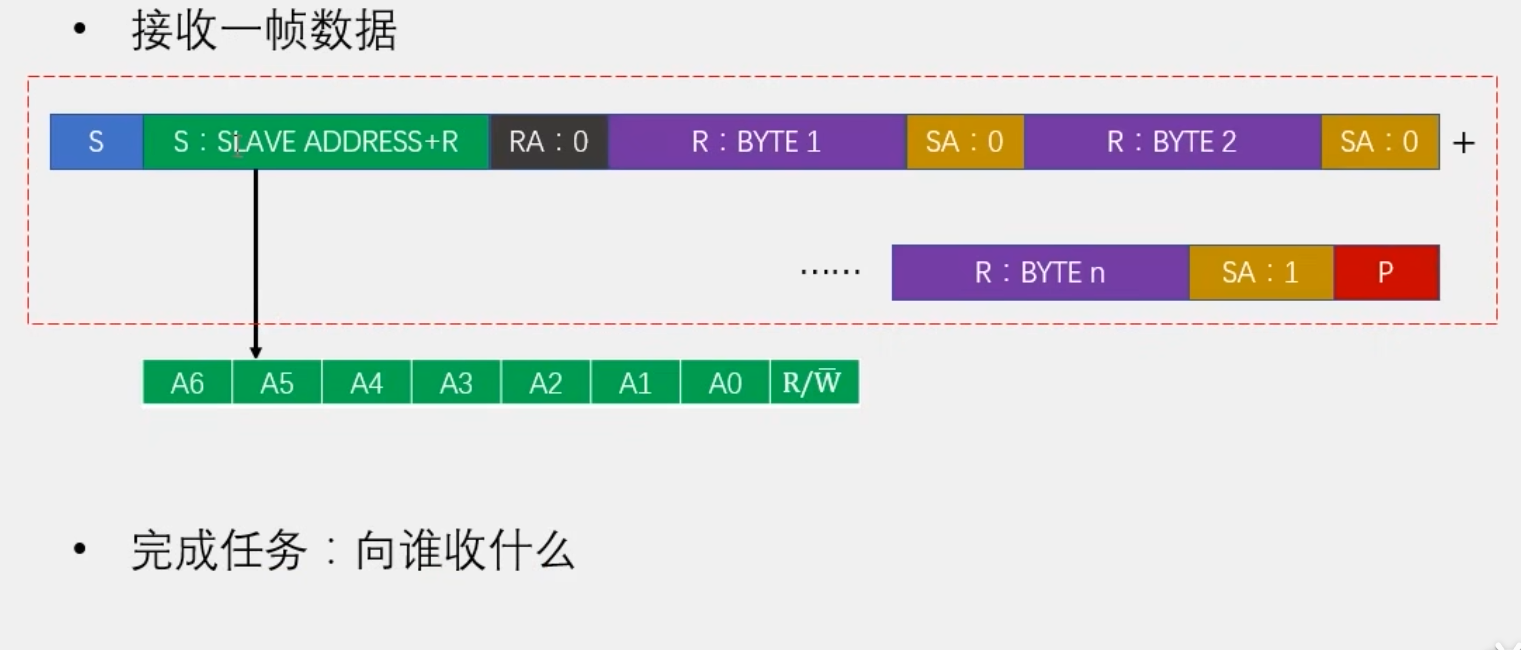 • 接收一帧数据
S S：SLAVE ADDRESS+R RA：0 R：BYTE 1 SA：0 R：BYTE 2 SA：0 +
…… R：BYTE n SA：1 P
A6 A5 A4 A3 A2 A1 A0 R/W̅
• 完成任务：向谁收什么